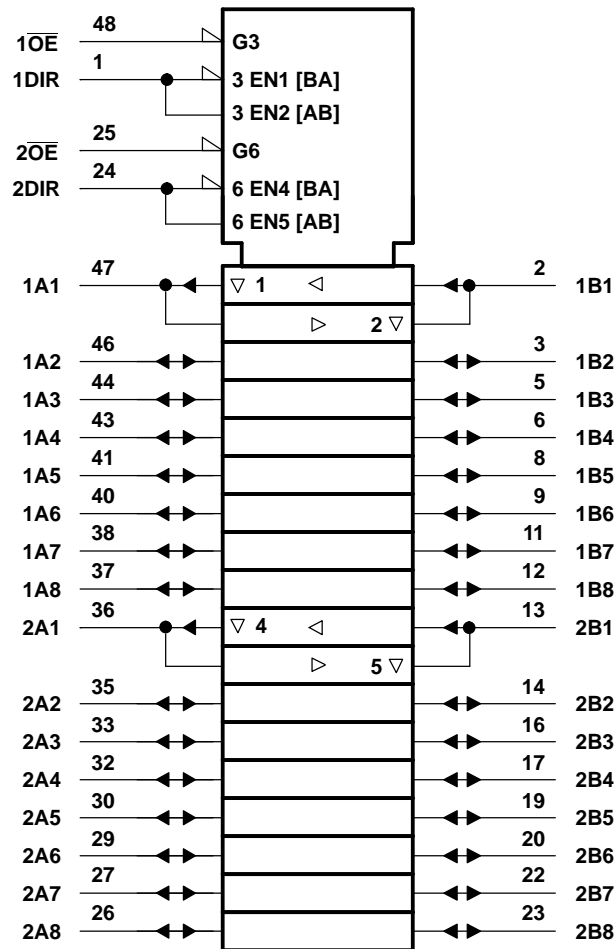 48
1OE G3
1
1DIR 3 EN1 [BA]
3 EN2 [AB]
25
2OE G6
24
2DIR 6 EN4 [BA]
6 EN5 [AB]
47 2
1A1 1 1B1
2
46 3
1A2 1B2
44 5
1A3 1B3
43 6
1A4 1B4
41 8
1A5 1B5
40 9
1A6 1B6
38 11
1A7 1B7
37 12
1A8 1B8
36 13
2A1 4 2B1
5
35 14
2A2 2B2
33 16
2A3 2B3
32 17
2A4 2B4
30 19
2A5 2B5
29 20
2A6 2B6
27 22
2A7 2B7
26 23
2A8 2B8